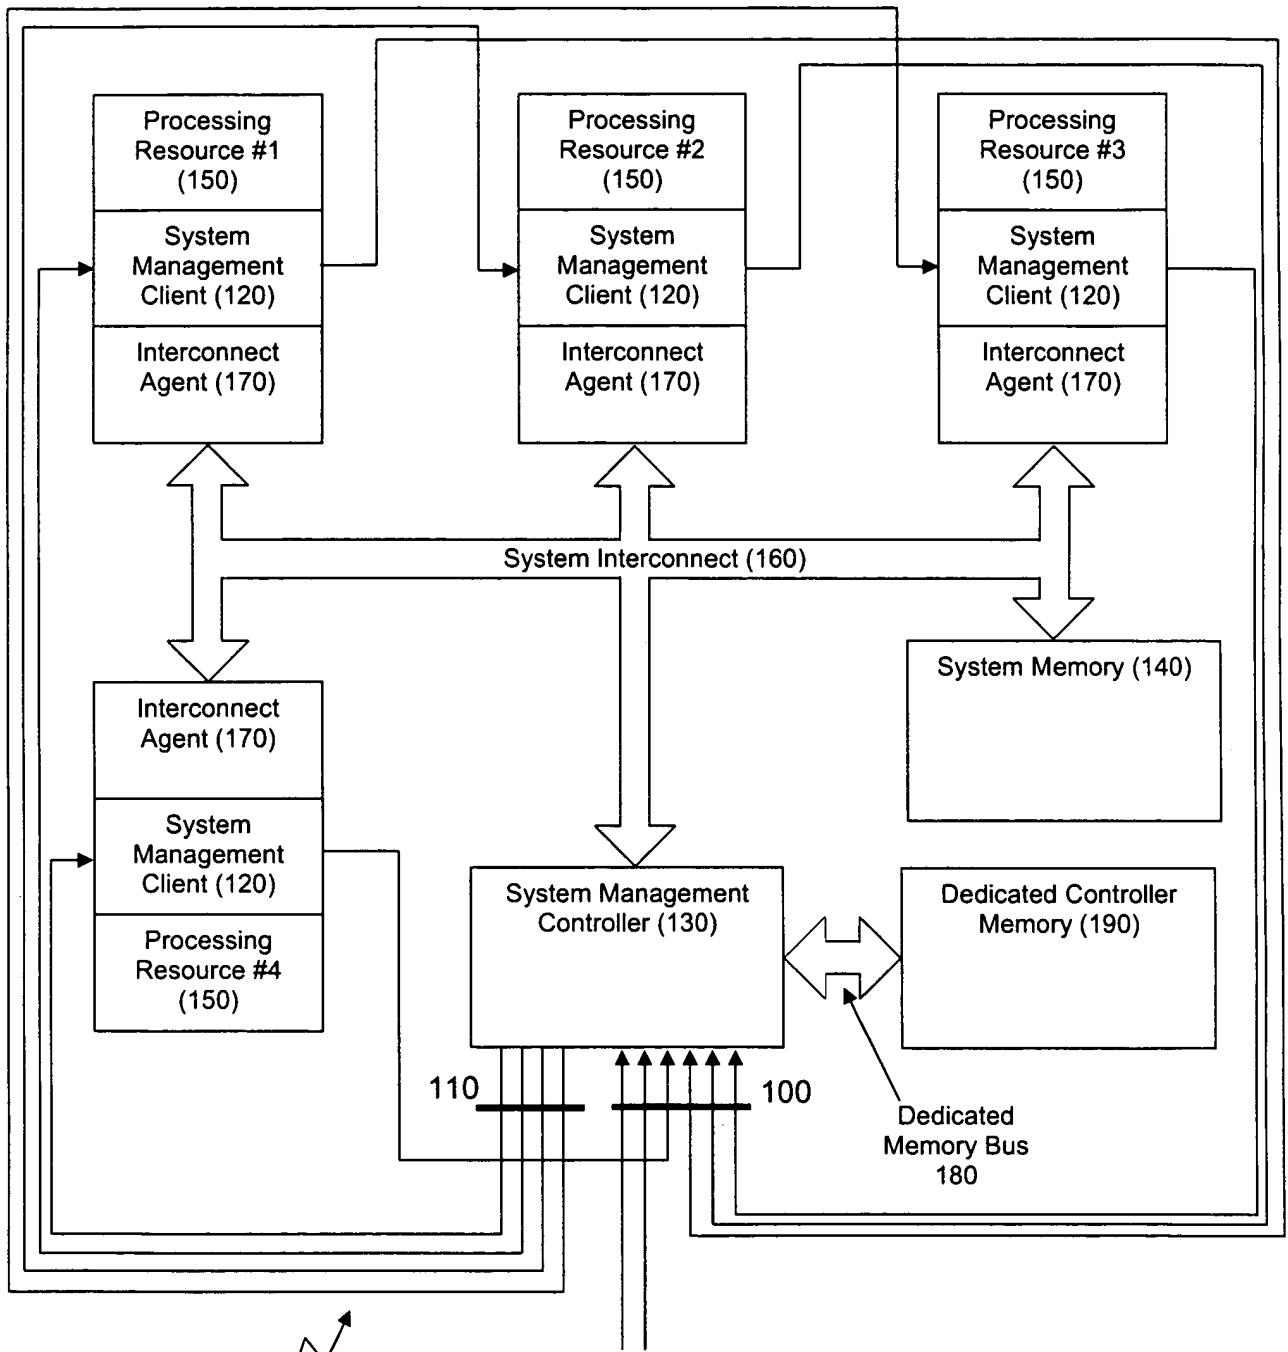 Processing
Resource #1
(150)
System
Management
Client (120)
Interconnect
Agent (170)
Processing
Resource #2
(150)
System
Management
Client (120)
Interconnect
Agent (170)
Processing
Resource #3
(150)
System
Management
Client (120)
Interconnect
Agent (170)
System Interconnect (160)
Interconnect
Agent (170)
System
Management
Client (120)
Processing
Resource #4
(150)
System Memory (140)
System Management
Controller (130)
Dedicated Controller
Memory (190)
110
100
Dedicated
Memory Bus
180